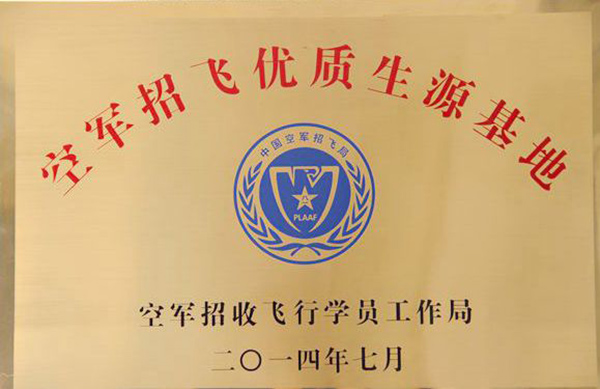 空军招飞优质生源基地
中国空军招飞局
PLAAF
空军招收飞行学员工作局
二〇一四年七月